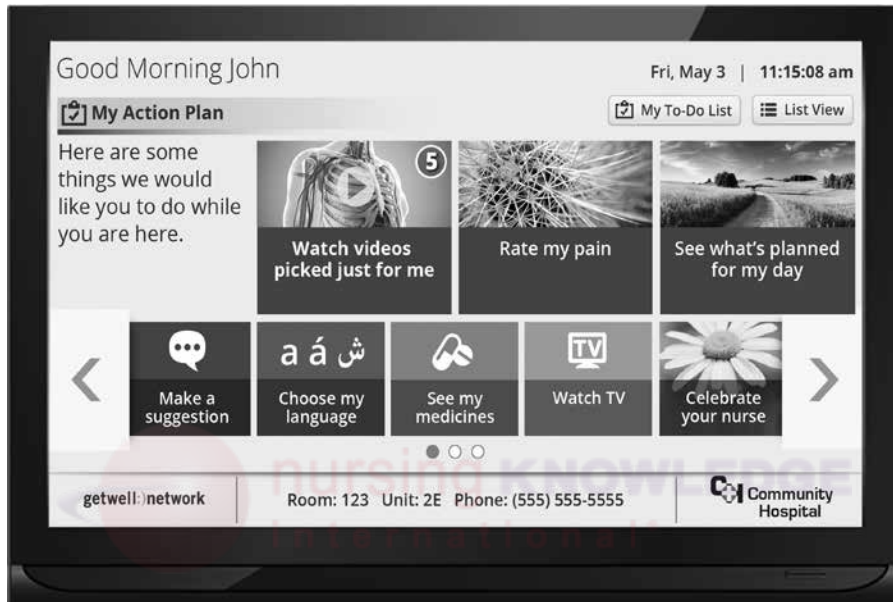 Good Morning John
Fri, May 3 | 11:15:08 am
My Action Plan
My To-Do List
List View
Here are some
things we would
like you to do while
you are here.
5
Watch videos
picked just for me
Rate my pain
See what's planned
for my day
Make a
suggestion
a á ش
Choose my
language
See my
medicines
TV
Watch TV
Celebrate
your nurse
getwell:)network
Room: 123 Unit: 2E Phone: (555) 555-5555
CH Community
Hospital
nursing KNOWLEDGE
international